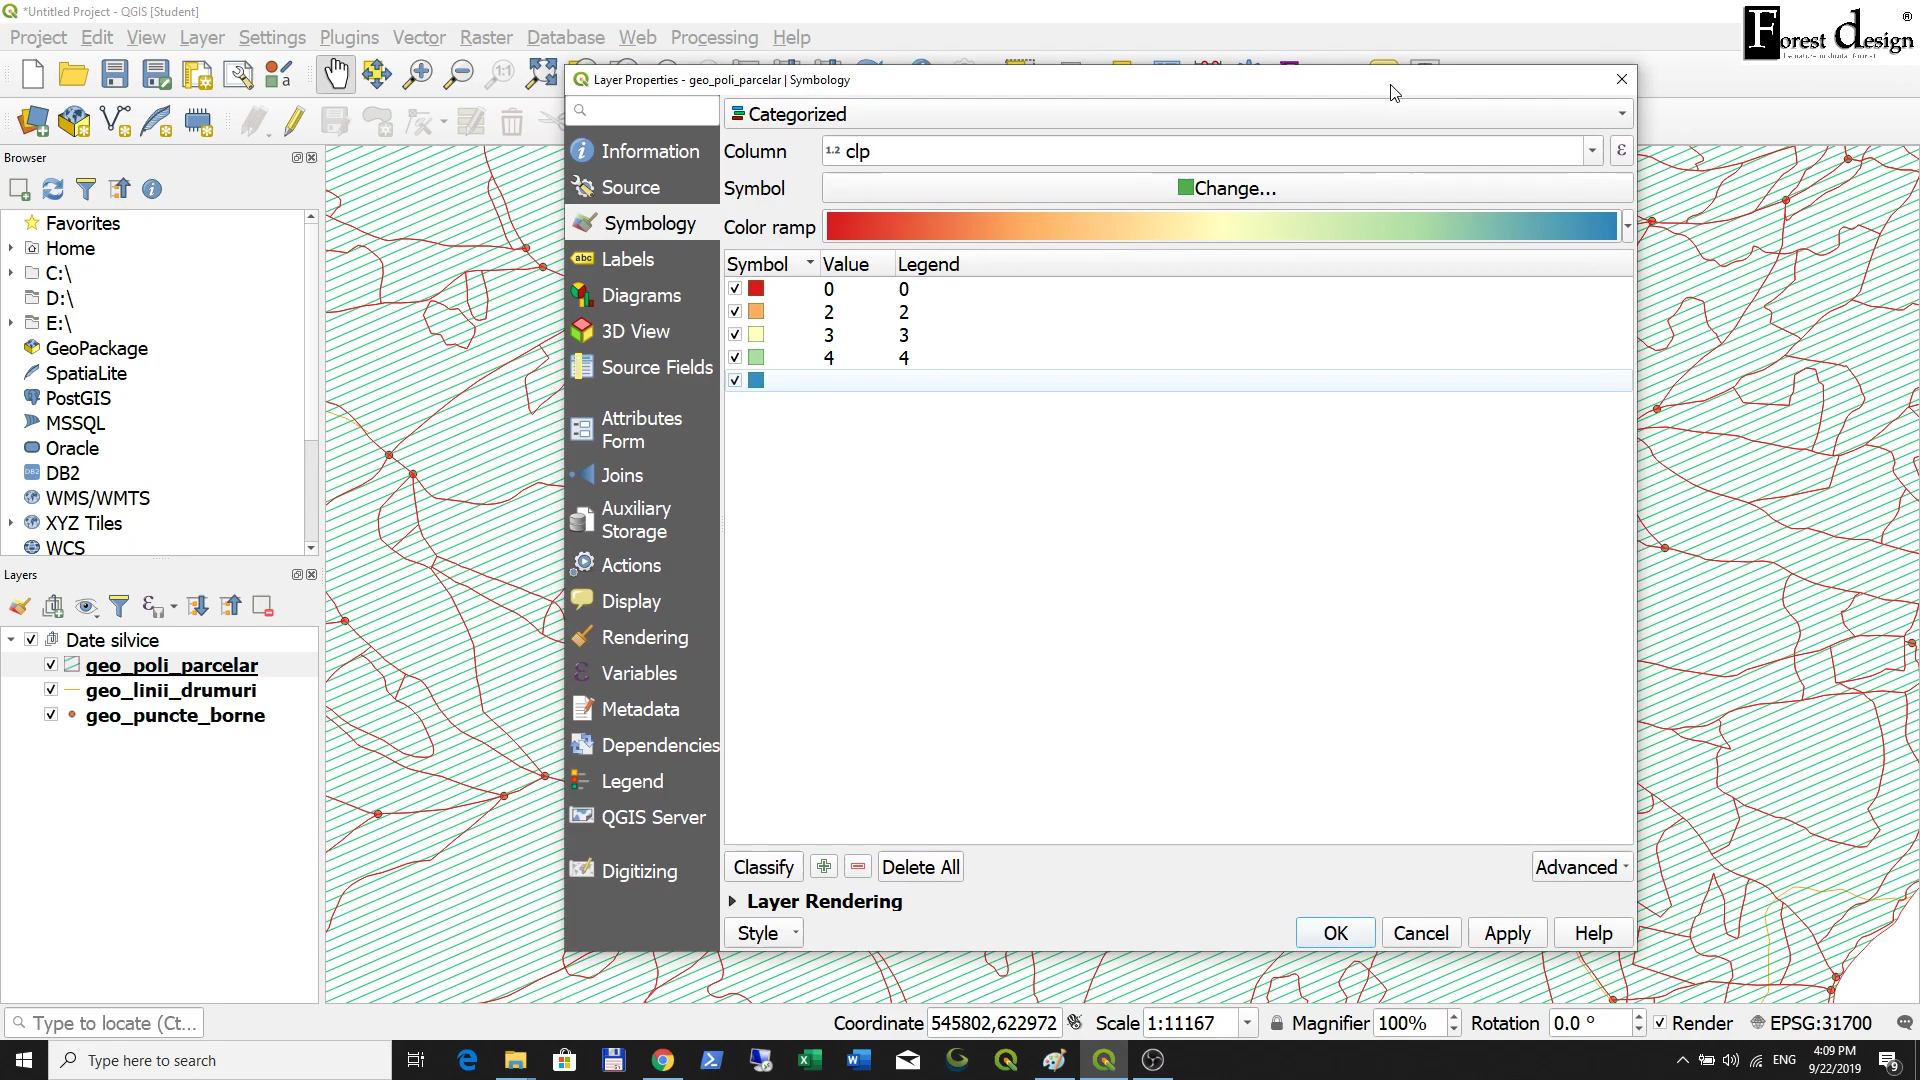 *Untitled Project - QGIS [Student]
Forest design ®
Project Edit View Layer Settings Plugins Vector Raster Database Web Processing Help
Layer Properties - geo_poli_parcelar | Symbology
Categorized
Column 1.2 clp ε
Symbol Change...
Color ramp
Symbol Value Legend
0 0
2 2
3 3
4 4
Information
Source
Symbology
Labels
Diagrams
3D View
Source Fields
Attributes
Form
Joins
Auxiliary
Storage
Actions
Display
Rendering
Variables
Metadata
Dependencies
Legend
QGIS Server
Digitizing
Classify Delete All Advanced
Layer Rendering
Style OK Cancel Apply Help
Browser
Favorites
Home
C:\
D:\
E:\
GeoPackage
SpatiaLite
PostGIS
MSSQL
Oracle
DB2
WMS/WMTS
XYZ Tiles
WCS
Layers
Date silvice
geo_poli_parcelar
geo_linii_drumuri
geo_puncte_borne
Type to locate (Ct...
Coordinate 545802,622972 Scale 1:11167 Magnifier 100% Rotation 0.0 ° Render EPSG:31700
Type here to search
ENG
4:09 PM
9/22/2019
9